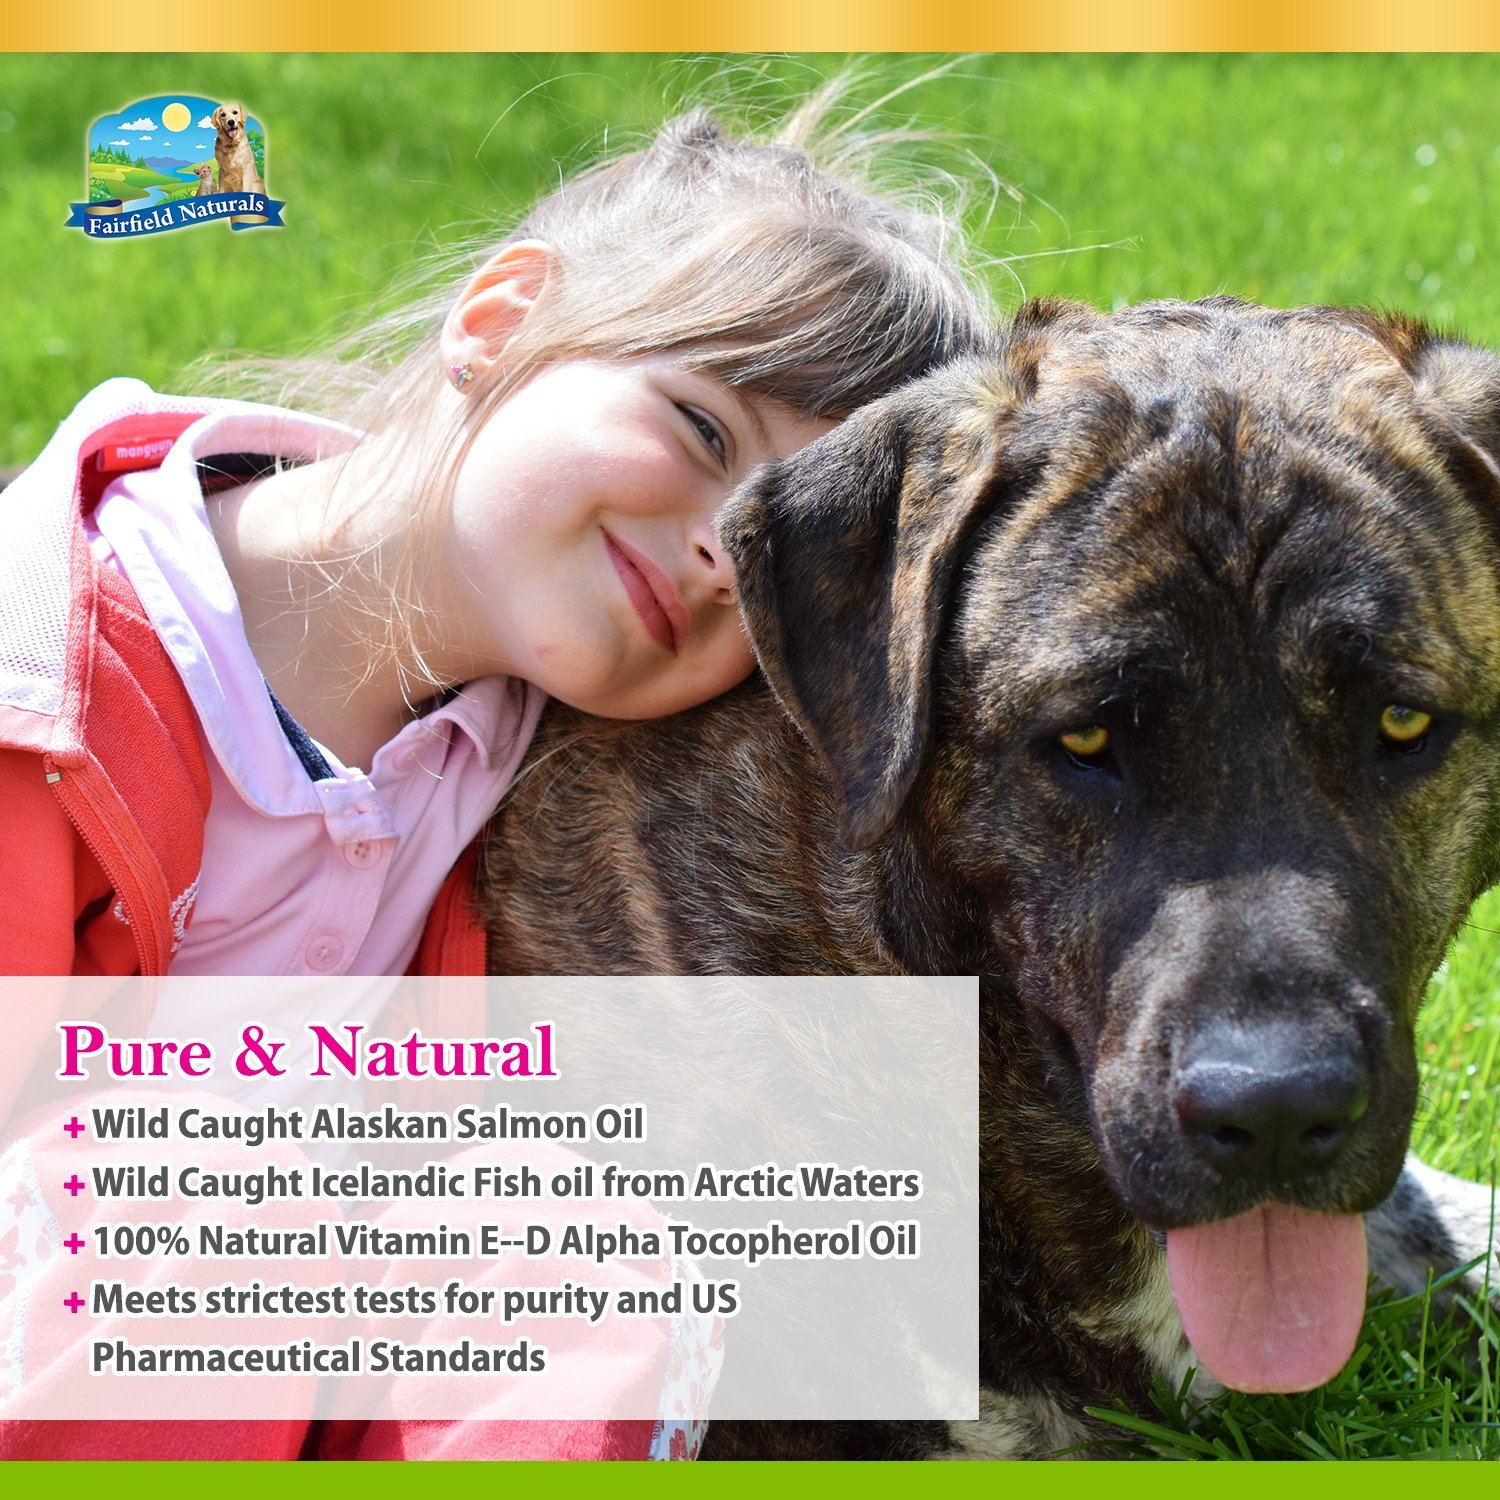 Fairfield Naturals
manguun
Pure & Natural
+ Wild Caught Alaskan Salmon Oil
+ Wild Caught Icelandic Fish oil from Arctic Waters
+ 100% Natural Vitamin E--D Alpha Tocopherol Oil
+ Meets strictest tests for purity and US
Pharmaceutical Standards